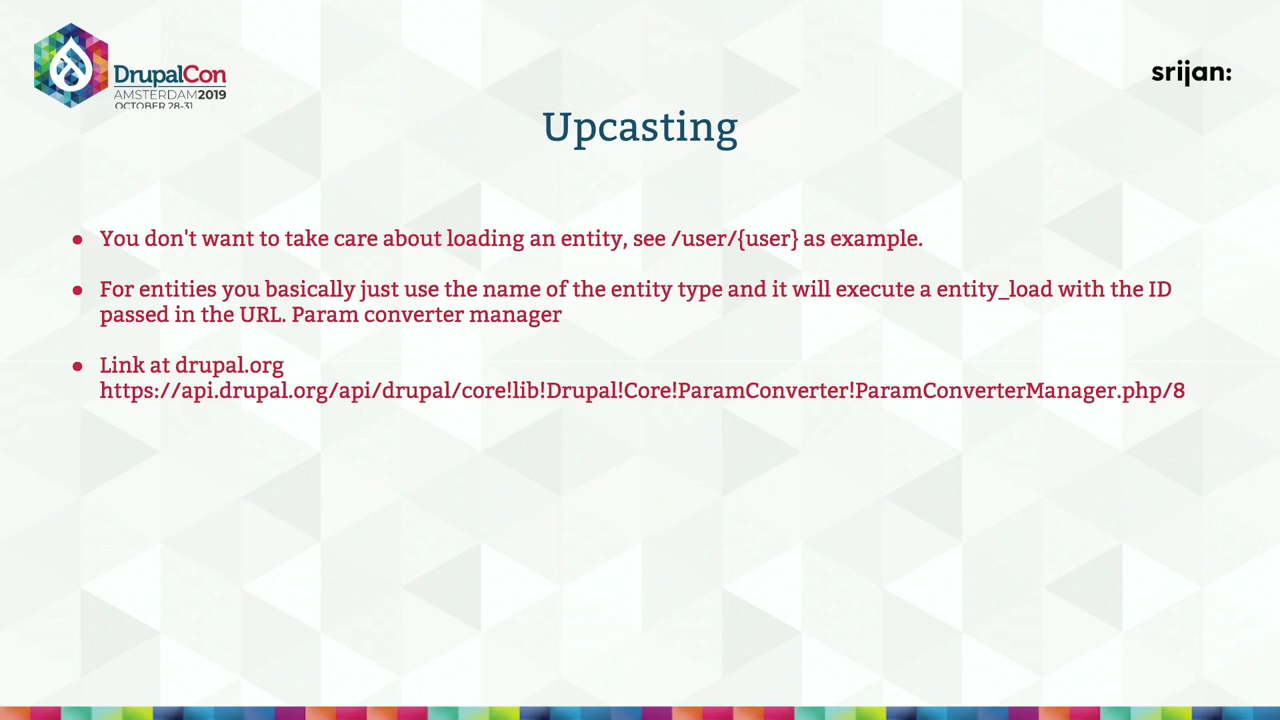 DrupalCon
AMSTERDAM2019
OCTOBER 28-31
srijan:
Upcasting
● You don't want to take care about loading an entity, see /user/{user} as example.
● For entities you basically just use the name of the entity type and it will execute a entity_load with the ID
passed in the URL. Param converter manager
● Link at drupal.org
https://api.drupal.org/api/drupal/core!lib!Drupal!Core!ParamConverter!ParamConverterManager.php/8